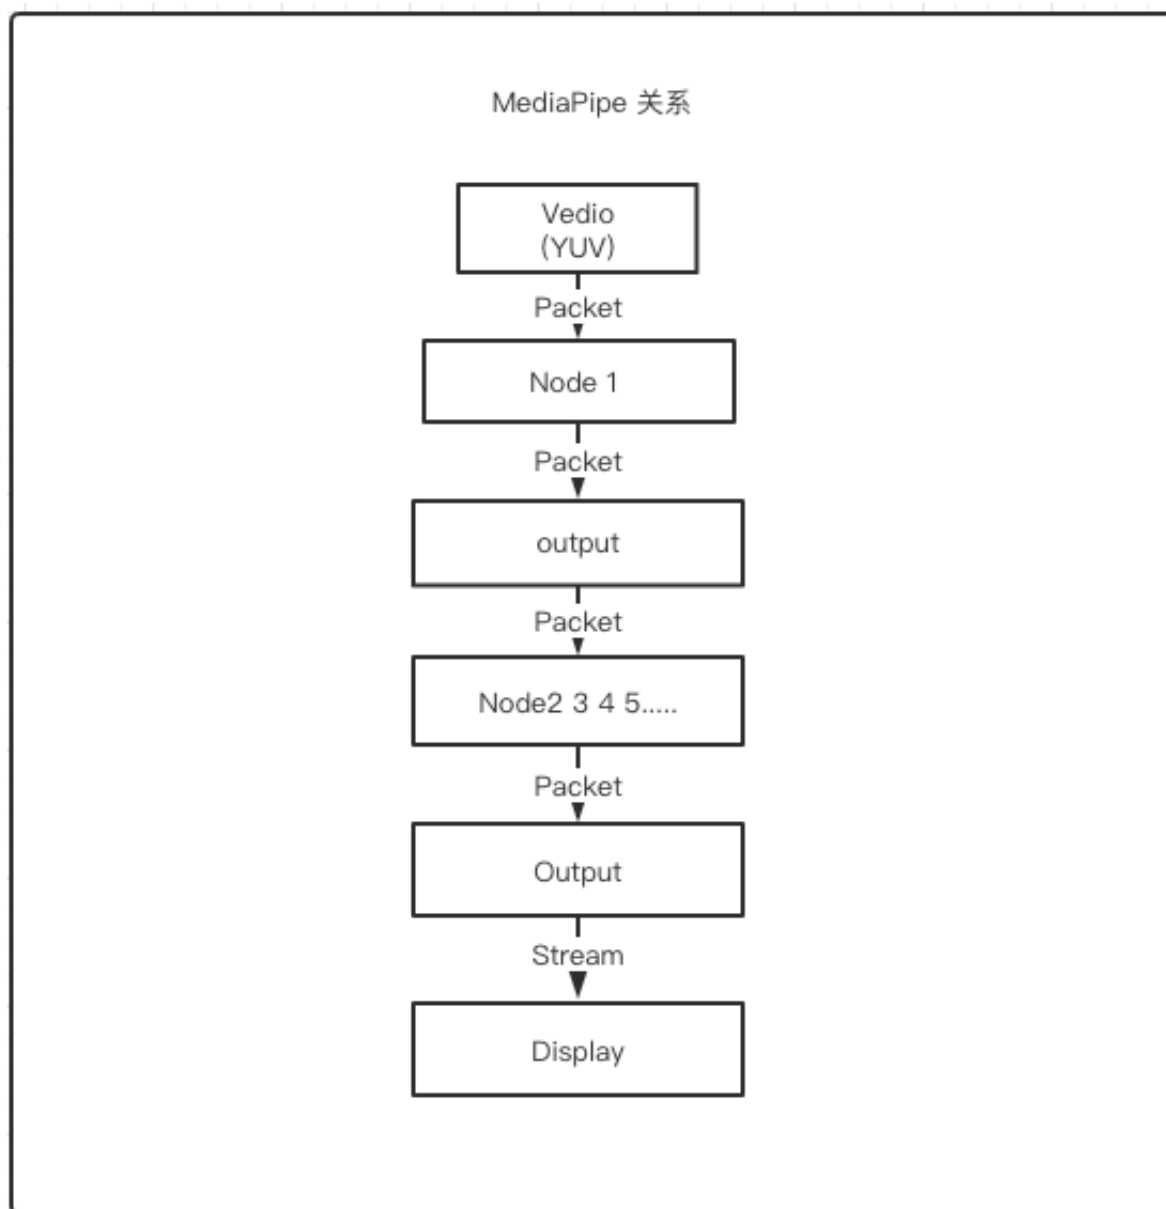 MediaPipe 关系
Vedio
(YUV)
Packet
Node 1
Packet
output
Packet
Node2 3 4 5.....
Packet
Output
Stream
Display